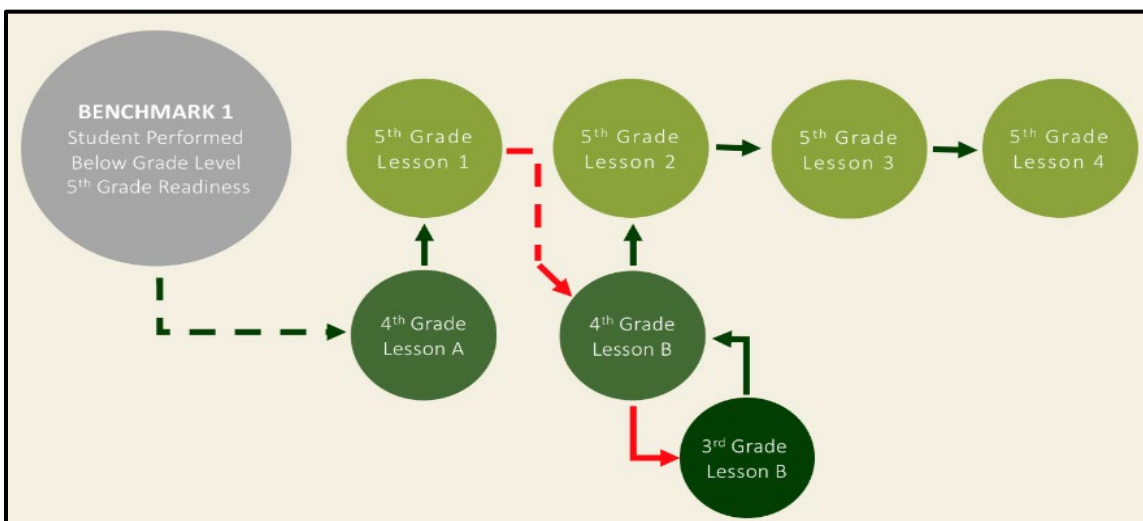 BENCHMARK 1
Student Performed
Below Grade Level
5th Grade Readiness
5th Grade
Lesson 1
5th Grade
Lesson 2
5th Grade
Lesson 3
5th Grade
Lesson 4
4th Grade
Lesson A
4th Grade
Lesson B
3rd Grade
Lesson B